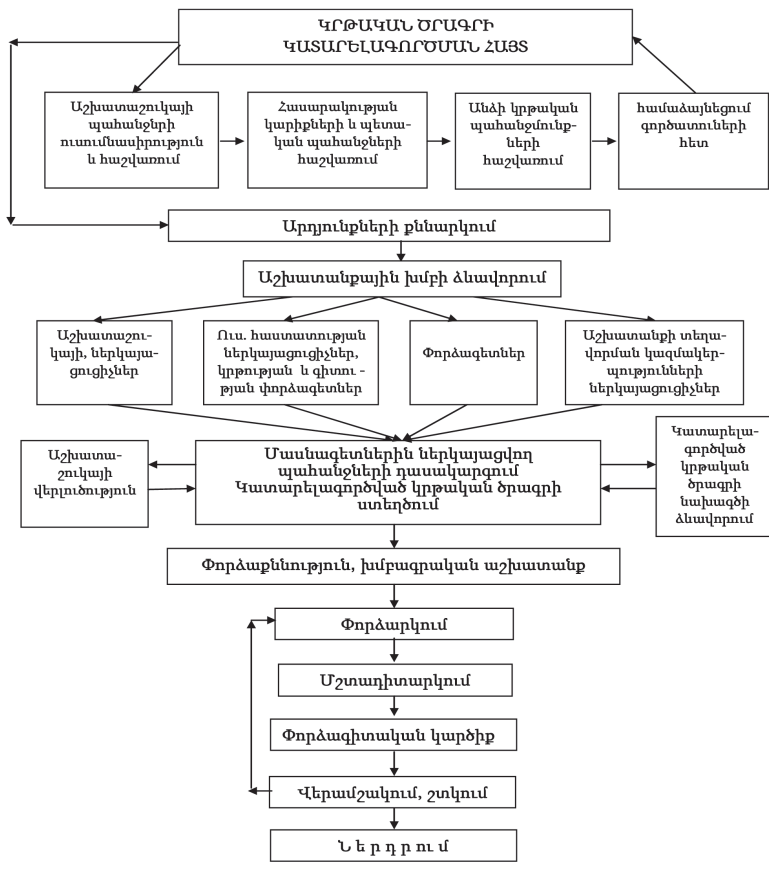 ԿՐԹԱԿԱՆ ԾՐԱԳՐԻ
ԿԱՏԱՐԵԼԱԳՈՐԾՄԱՆ ՀԱՅՏ
Աշխատաշուկայի
պահանջնրի
ուսումնասիրություն
և հաշվառում
Հասարակության
կարիքների և պետա-
կան պահանջների
հաշվառում
Անձի կրթական
պահանջմունք-
ների
հաշվառում
համաձայնեցում
գործատուների
հետ
Արդյունքների քննարկում
Աշխատանքային խմբի ձևավորում
Աշխատաշու-
կայի, ներկայա-
ցուցիչներ
Ուս. հաստատության
ներկայացուցիչներ,
կրթության և գիտու -
թյան փորձագետներ
Փորձագետներ
Աշխատանքի տեղա-
վորման կազմակեր-
պությունների
ներկայացուցիչներ
Աշխատա-
շուկայի
վերլուծություն
Մասնագետներին ներկայացվող
պահանջների դասակարգում
Կատարելագործված կրթական ծրագրի
ստեղծում
Կատարելա-
գործված
կրթական
ծրագրի
նախագծի
ձևավորում
Փորձաքննություն, խմբագրական աշխատանք
Փորձարկում
Մշտադիտարկում
Փորձագիտական կարծիք
Վերամշակում, շտկում
Ն ե ր դ ր ու մ